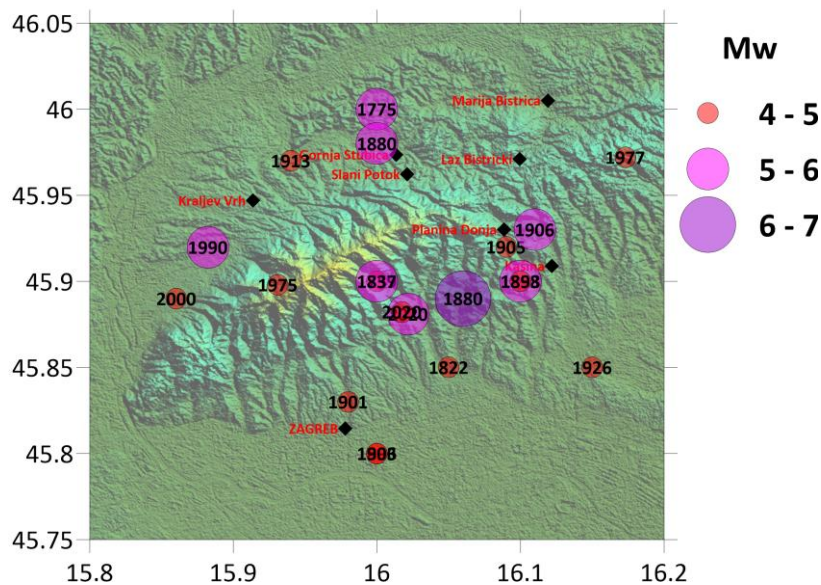 46.05
46
45.95
45.9
45.85
45.8
45.75
15.8
15.9
16
16.1
16.2
Mw
4 - 5
5 - 6
6 - 7
Marija Bistrica
1775
1880
1913
Gornja Stubica
Laz Bistricki
1977
Slani Potok
Kraljev Vrh
Planina Donja
1906
1990
1905
Kasina
1975
1837
1898
2000
1880
2020
1822
1926
1901
ZAGREB